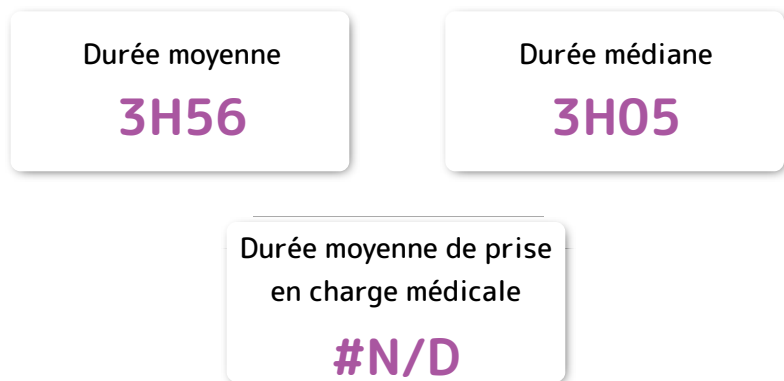 Durée moyenne
3H56
Durée médiane
3H05
Durée moyenne de prise
en charge médicale
#N/D